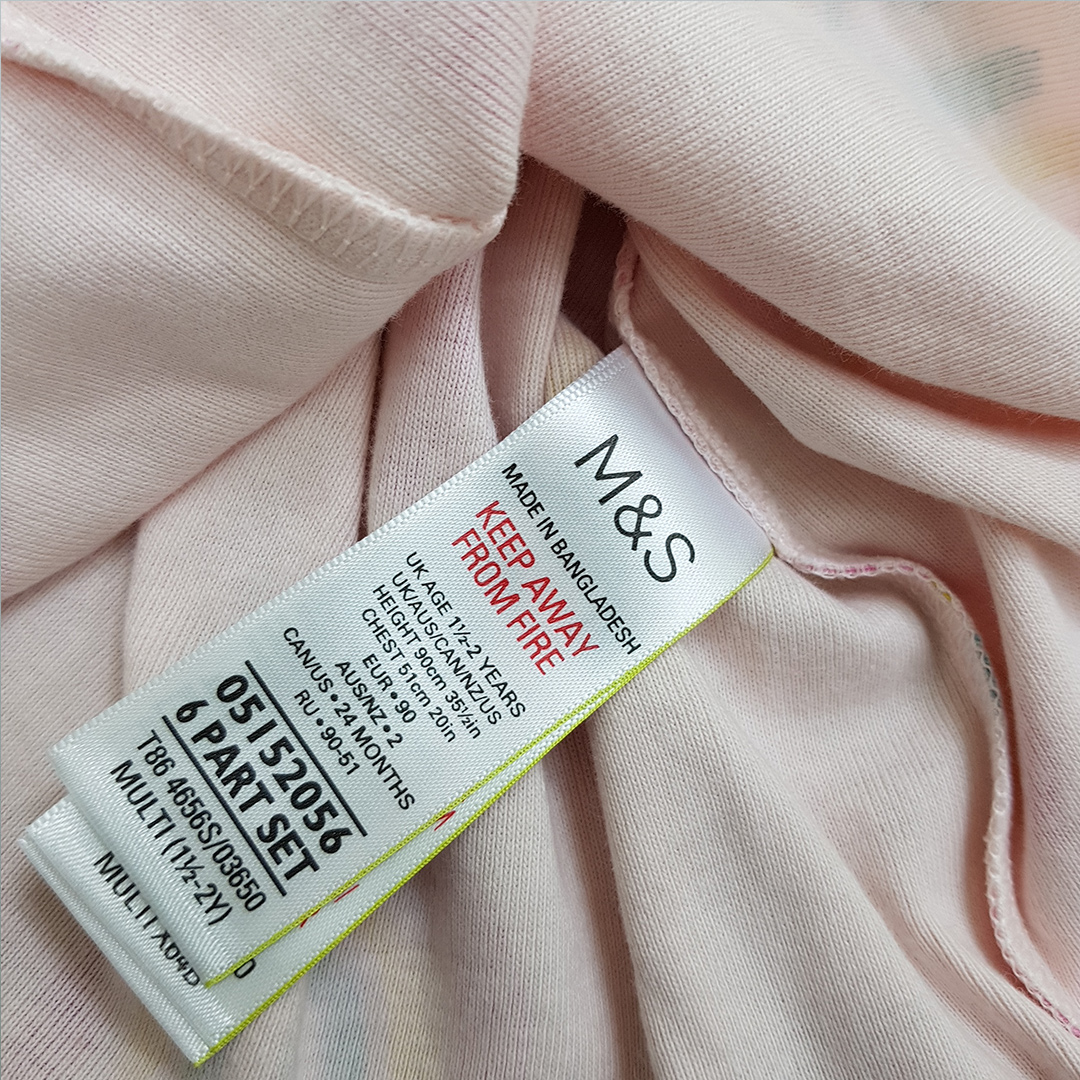 M&S
MADE IN BANGLADESH
KEEP AWAY
FROM FIRE
UK AGE 1½-2 YEARS
UK/AUS/CAN/NZ/US
HEIGHT 90cm 35½in
CHEST 51cm 20in
EUR • 90
AUS/NZ • 2
CAN/US • 24 MONTHS
RU • 90-51
05152056
6 PART SET
T86 4656S/03650
MULTI (1½-2Y)
MULTI